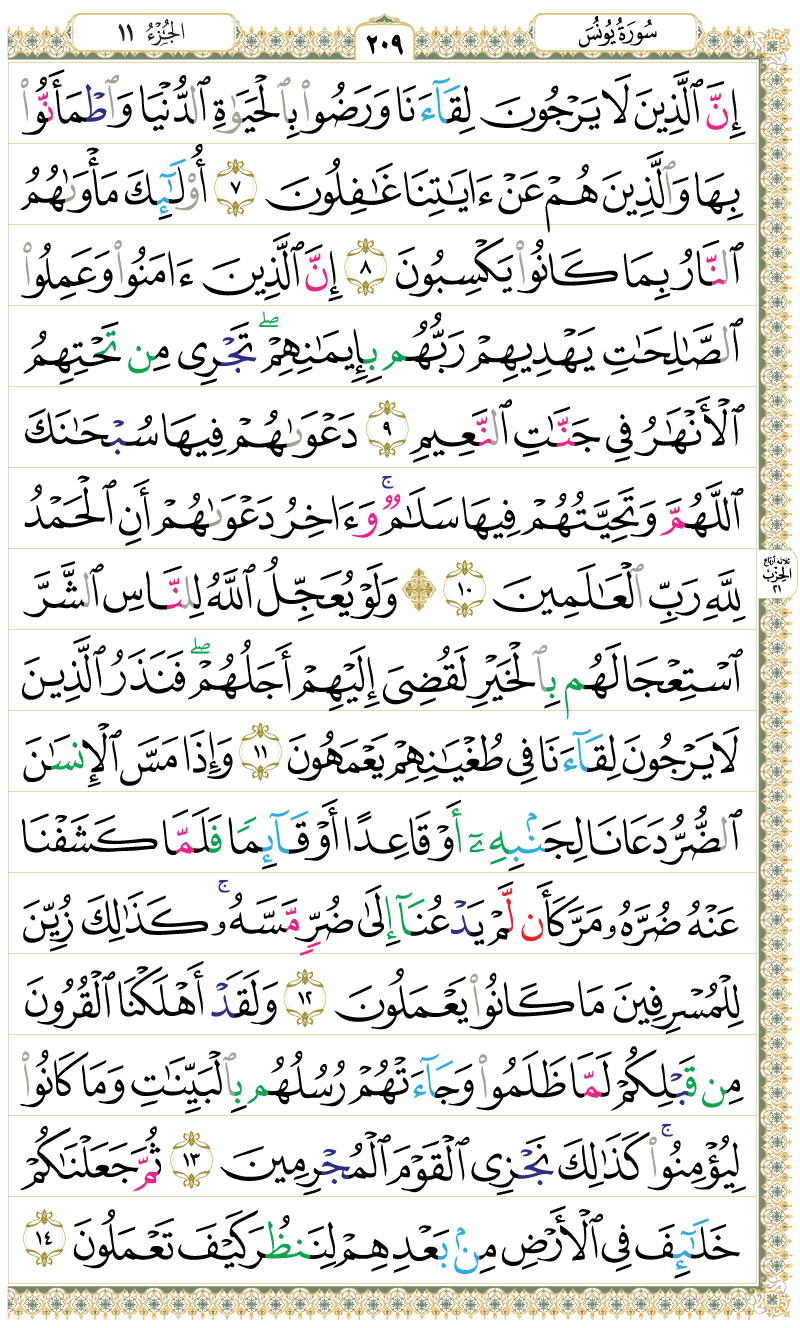 سُورَةُ يُونُسَ
٢٠٩
الجُزْءُ ١١
إِنَّ ٱلَّذِينَ لَا يَرْجُونَ لِقَآءَنَا وَرَضُوا۟ بِٱلْحَيَوٰةِ ٱلدُّنْيَا وَٱطْمَأَنُّوا۟
بِهَا وَٱلَّذِينَ هُمْ عَنْ ءَايَـٰتِنَا غَـٰفِلُونَ ٧ أُو۟لَـٰٓئِكَ مَأْوَىٰهُمُ
ٱلنَّارُ بِمَا كَانُوا۟ يَكْسِبُونَ ٨ إِنَّ ٱلَّذِينَ ءَامَنُوا۟ وَعَمِلُوا۟
ٱلصَّـٰلِحَـٰتِ يَهْدِيهِمْ رَبُّهُم بِإِيمَـٰنِهِمْ ۖ تَجْرِى مِن تَحْتِهِمُ
ٱلْأَنْهَـٰرُ فِى جَنَّـٰتِ ٱلنَّعِيمِ ٩ دَعْوَىٰهُمْ فِيهَا سُبْحَـٰنَكَ
ٱللَّهُمَّ وَتَحِيَّتُهُمْ فِيهَا سَلَـٰمٌ ۚ وَءَاخِرُ دَعْوَىٰهُمْ أَنِ ٱلْحَمْدُ
لِلَّهِ رَبِّ ٱلْعَـٰلَمِينَ ١٠ ۞ وَلَوْ يُعَجِّلُ ٱللَّهُ لِلنَّاسِ ٱلشَّرَّ
ثلاثة أرباع
الحِزْب
٢١
ٱسْتِعْجَالَهُم بِٱلْخَيْرِ لَقُضِىَ إِلَيْهِمْ أَجَلُهُمْ ۖ فَنَذَرُ ٱلَّذِينَ
لَا يَرْجُونَ لِقَآءَنَا فِى طُغْيَـٰنِهِمْ يَعْمَهُونَ ١١ وَإِذَا مَسَّ ٱلْإِنسَـٰنَ
ٱلضُّرُّ دَعَانَا لِجَنۢبِهِۦٓ أَوْ قَاعِدًا أَوْ قَآئِمًا فَلَمَّا كَشَفْنَا
عَنْهُ ضُرَّهُۥ مَرَّ كَأَن لَّمْ يَدْعُنَآ إِلَىٰ ضُرٍّ مَّسَّهُۥ ۚ كَذَٰلِكَ زُيِّنَ
لِلْمُسْرِفِينَ مَا كَانُوا۟ يَعْمَلُونَ ١٢ وَلَقَدْ أَهْلَكْنَا ٱلْقُرُونَ
مِن قَبْلِكُمْ لَمَّا ظَلَمُوا۟ وَجَآءَتْهُمْ رُسُلُهُم بِٱلْبَيِّنَـٰتِ وَمَا كَانُوا۟
لِيُؤْمِنُوا۟ ۚ كَذَٰلِكَ نَجْزِى ٱلْقَوْمَ ٱلْمُجْرِمِينَ ١٣ ثُمَّ جَعَلْنَـٰكُمْ
خَلَـٰٓئِفَ فِى ٱلْأَرْضِ مِنۢ بَعْدِهِمْ لِنَنظُرَ كَيْفَ تَعْمَلُونَ ١٤